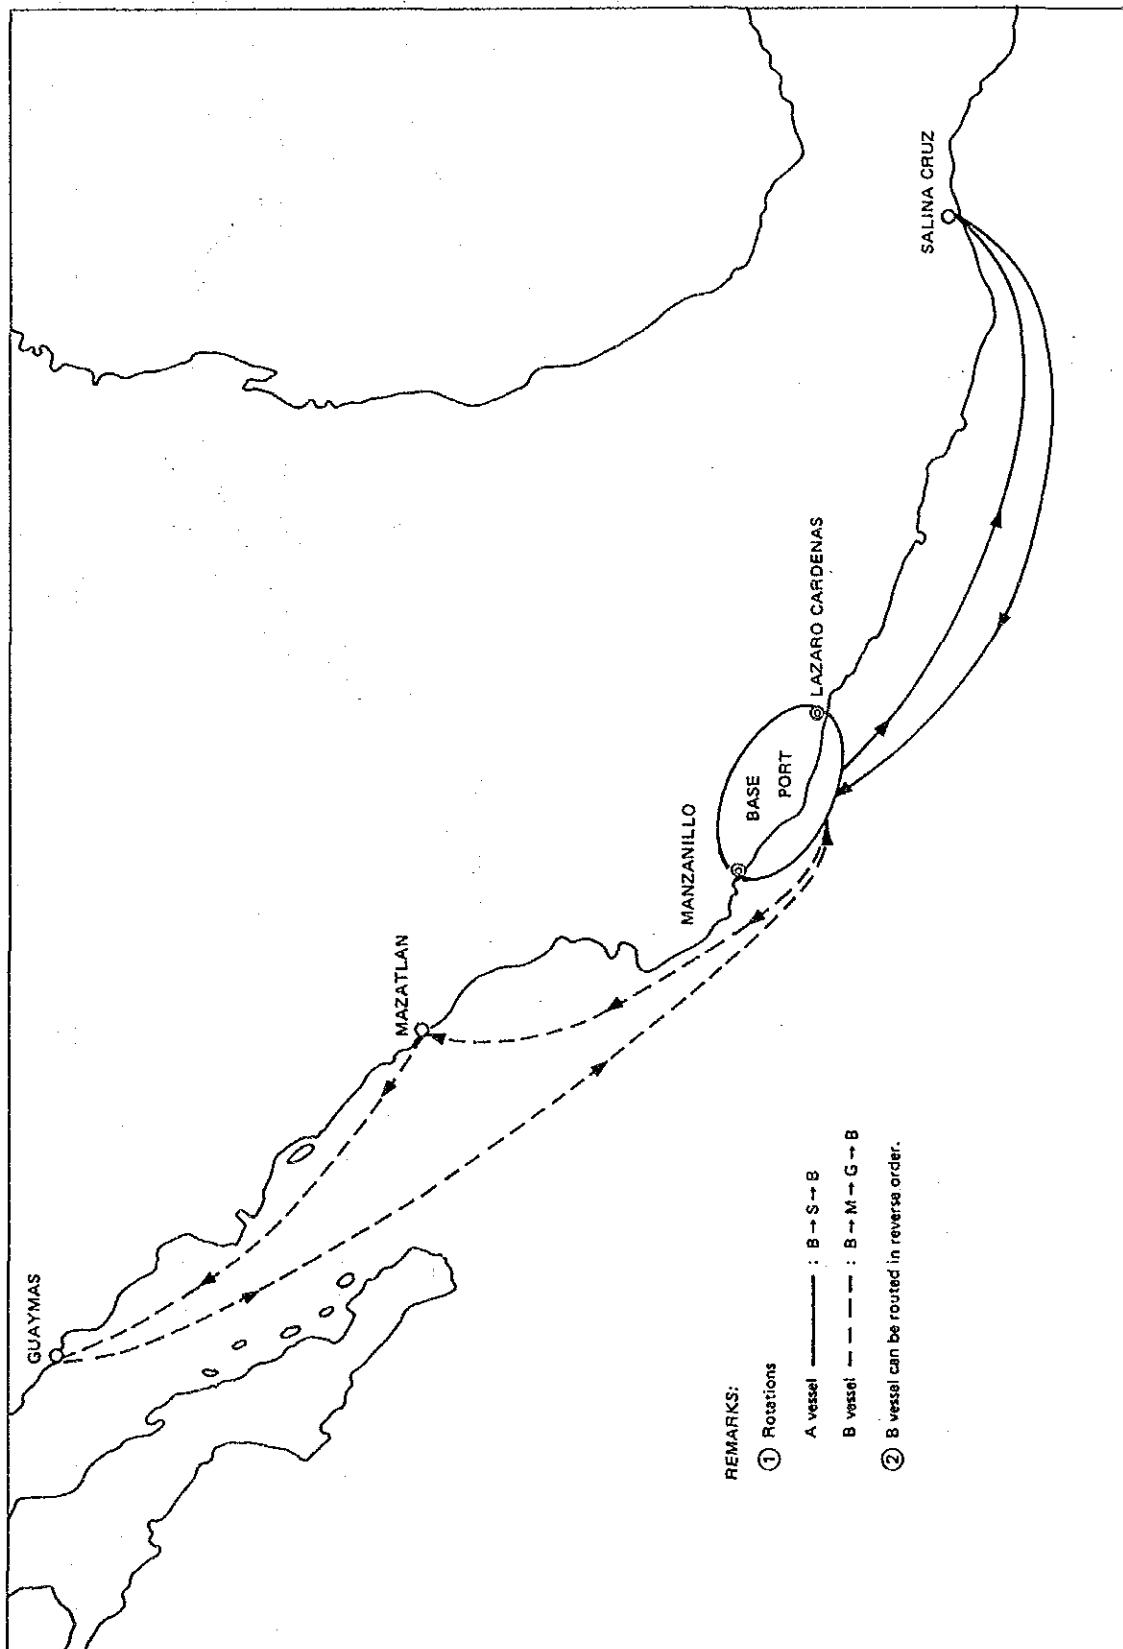 GUAYMAS
MAZATLAN
MANZANILLO
BASE
PORT
LAZARO CARDENAS
SALINA CRUZ
REMARKS:
① Rotations
A vessel ——— : B → S → B
B vessel — — — : B → M → G → B
② B vessel can be routed in reverse order.